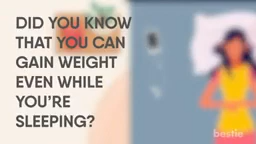 DID YOU KNOW
THAT YOU CAN
GAIN WEIGHT
EVEN WHILE
YOU'RE
SLEEPING?
bestie